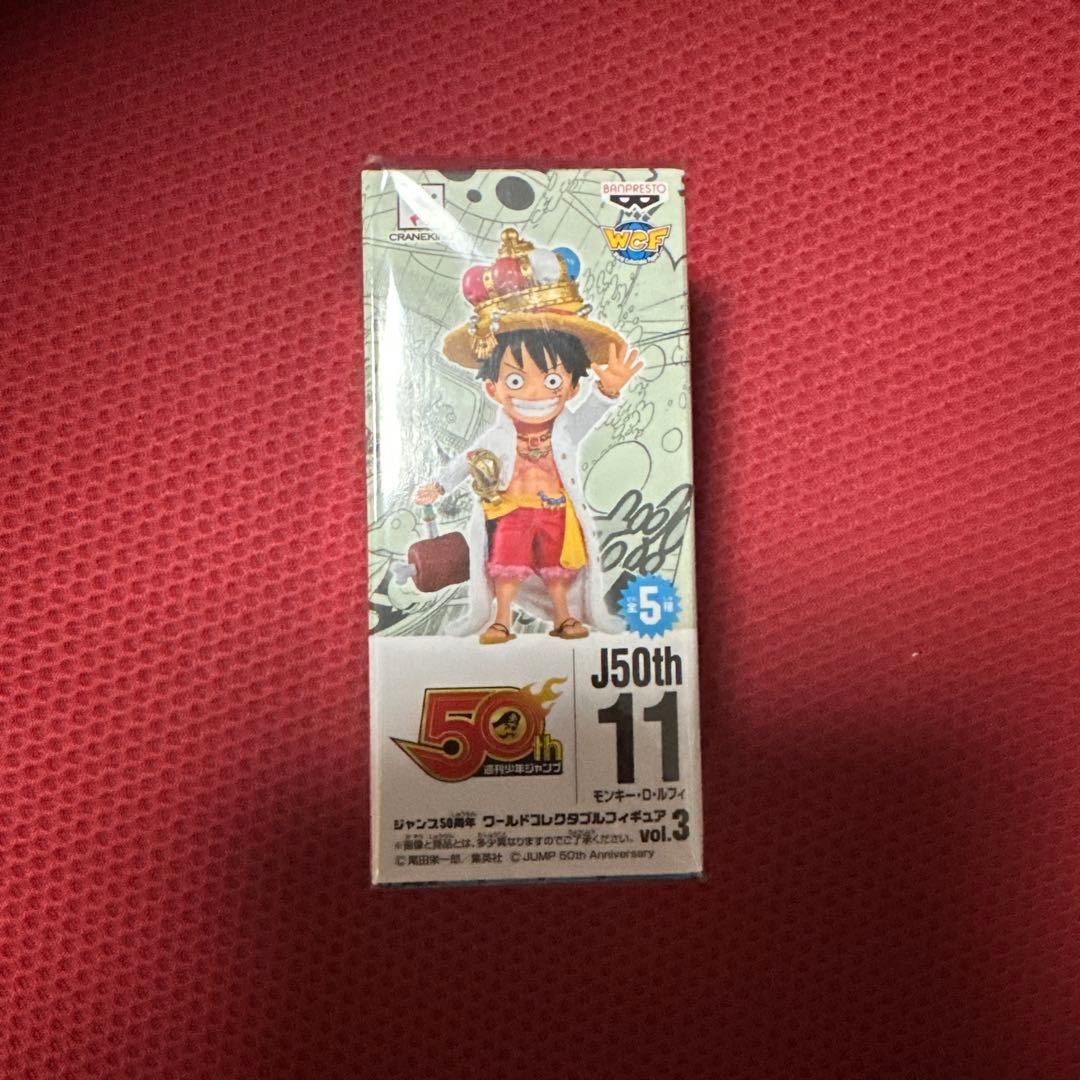 CRANEKING
BANPRESTO
WCF
全5種
J50th
11
モンキー・D・ルフィ
50th
週刊少年ジャンプ
ジャンプ50周年 ワールドコレクタブルフィギュア vol.3
※画像と商品とは、多少異なりますのでご了承ください。
©尾田栄一郎/集英社 ©JUMP 50th Anniversary